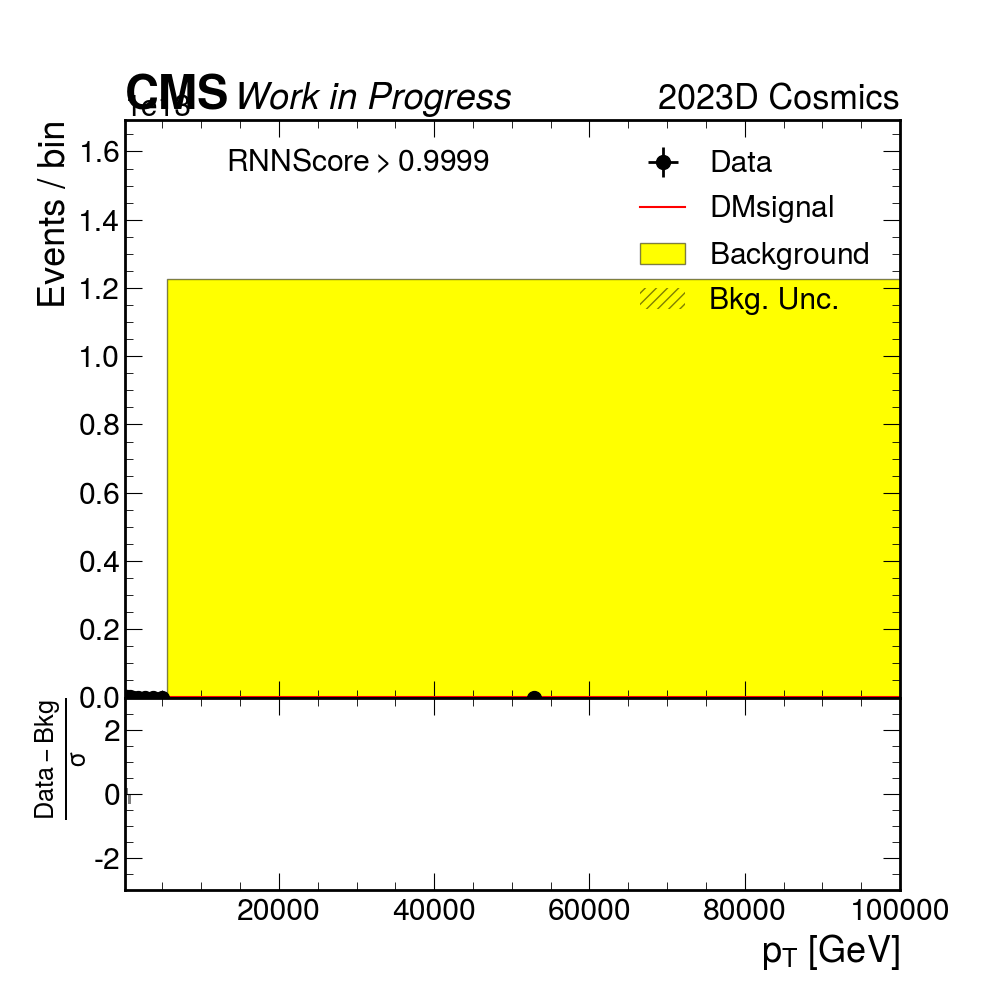 CMS Work in Progress 2023D Cosmics
Events / bin
RNNScore > 0.9999
Data
DMsignal
Background
Bkg. Unc.
1.6
1.4
1.2
1.0
0.8
0.6
0.4
0.2
0.0
Data – Bkg
σ
2
0
-2
20000 40000 60000 80000 100000
pT [GeV]